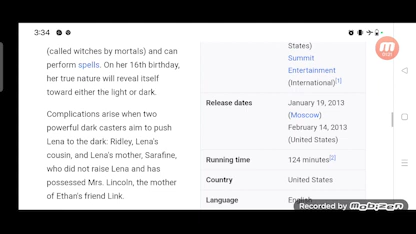 3:34
(called witches by mortals) and can
perform spells. On her 16th birthday,
her true nature will reveal itself
toward either the light or dark.
Complications arise when two
powerful dark casters aim to push
Lena to the dark: Ridley, Lena's
cousin, and Lena's mother, Sarafine,
who did not raise Lena and has
possessed Mrs. Lincoln, the mother
of Ethan's friend Link.
States)
Summit
Entertainment
(International)[1]
Release dates
January 19, 2013
(Moscow)
February 14, 2013
(United States)
Running time
124 minutes[2]
Country
United States
Language
English
Recorded by Mobizen